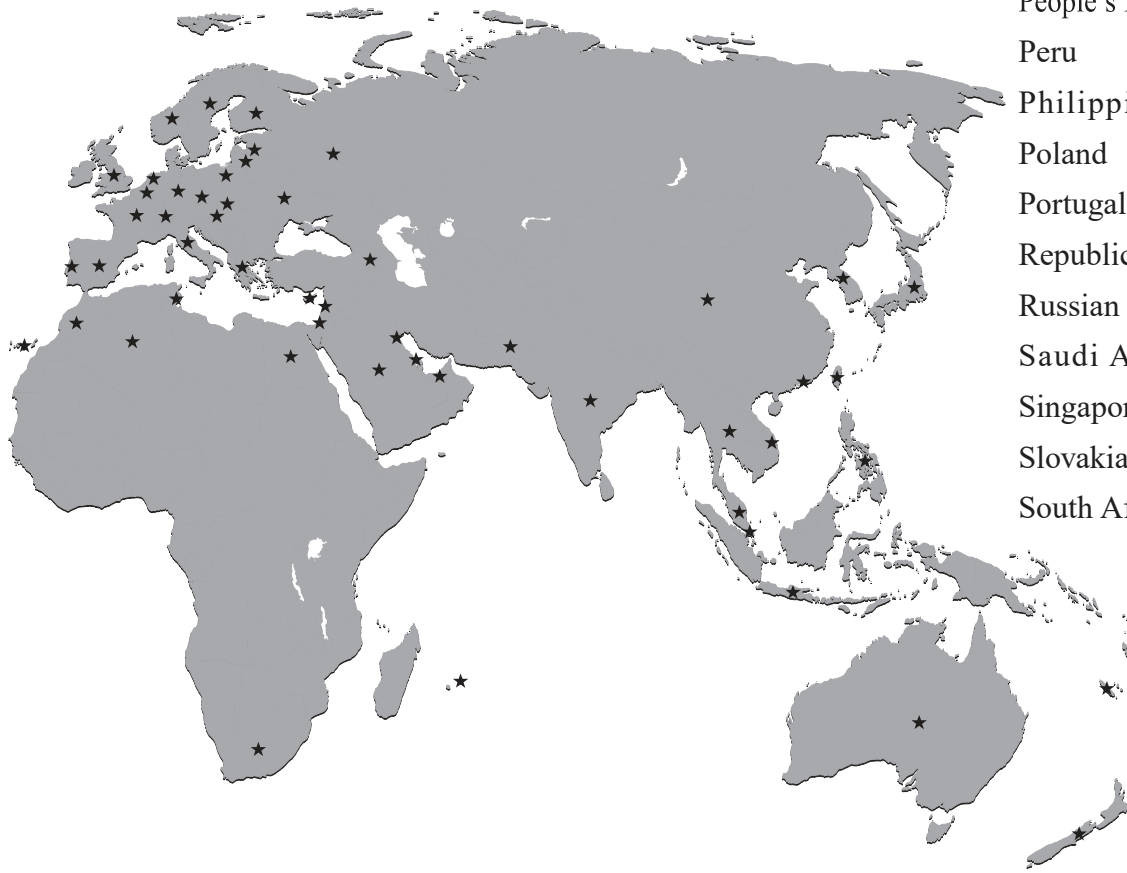 People's
Peru
Philippi
Poland
Portugal
Republic
Russian
Saudi A
Singapor
Slovakia
South Af